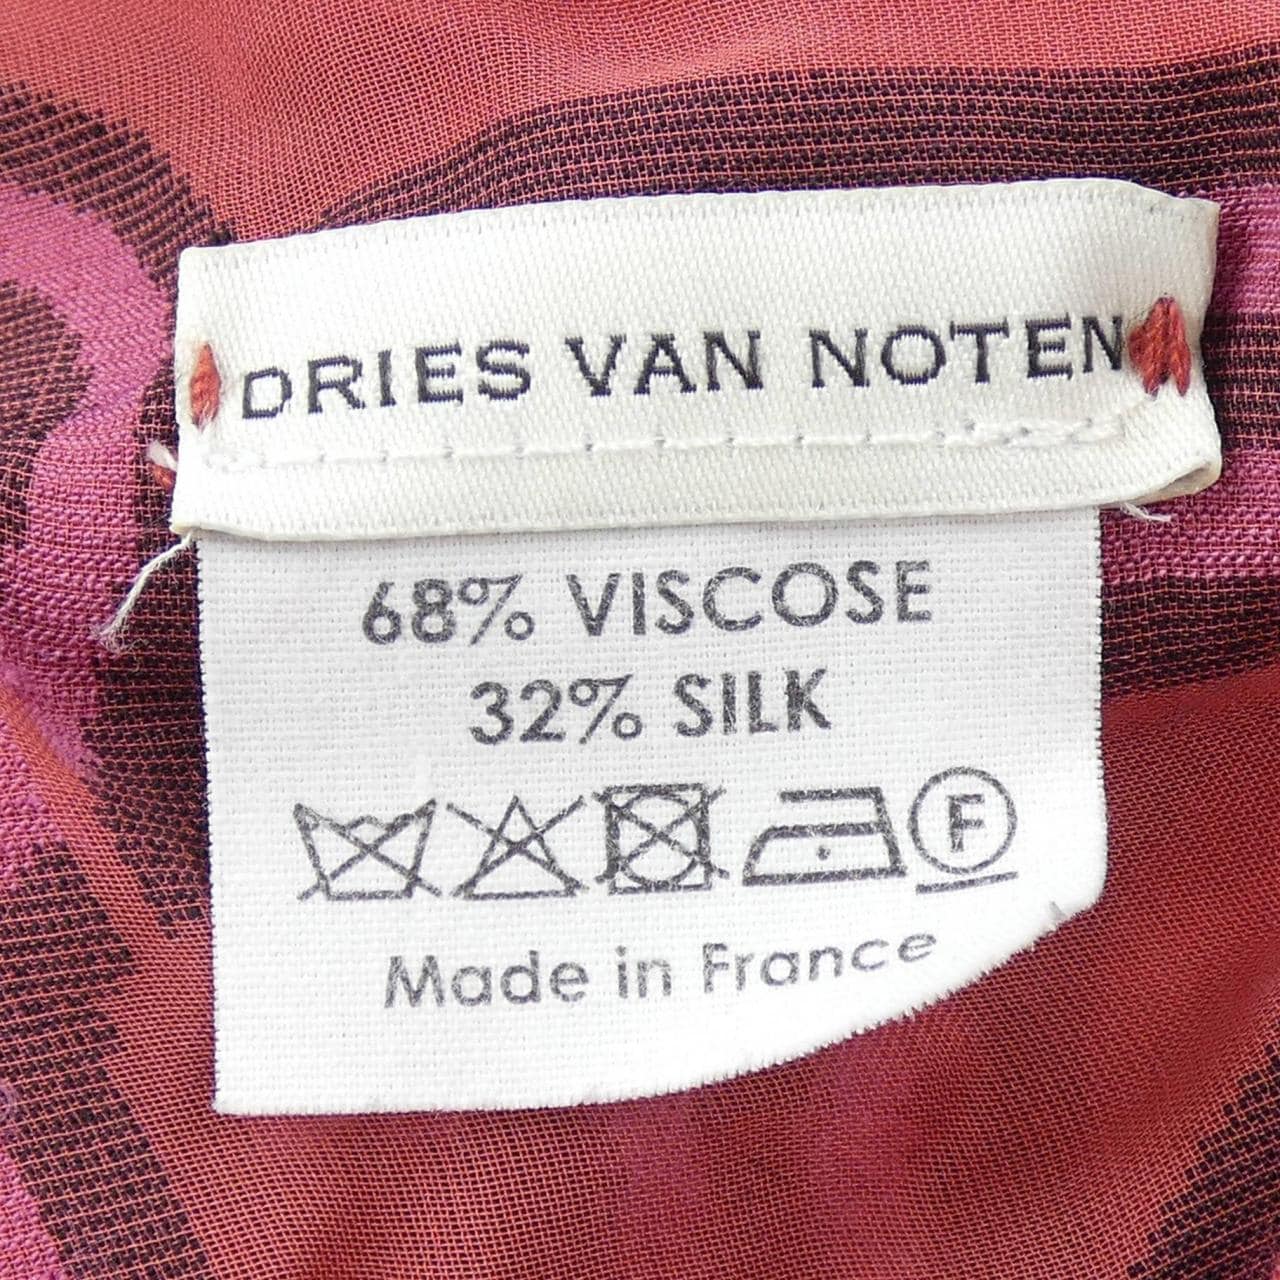 DRIES VAN NOTEN
68% VISCOSE
32% SILK
F
Made in France